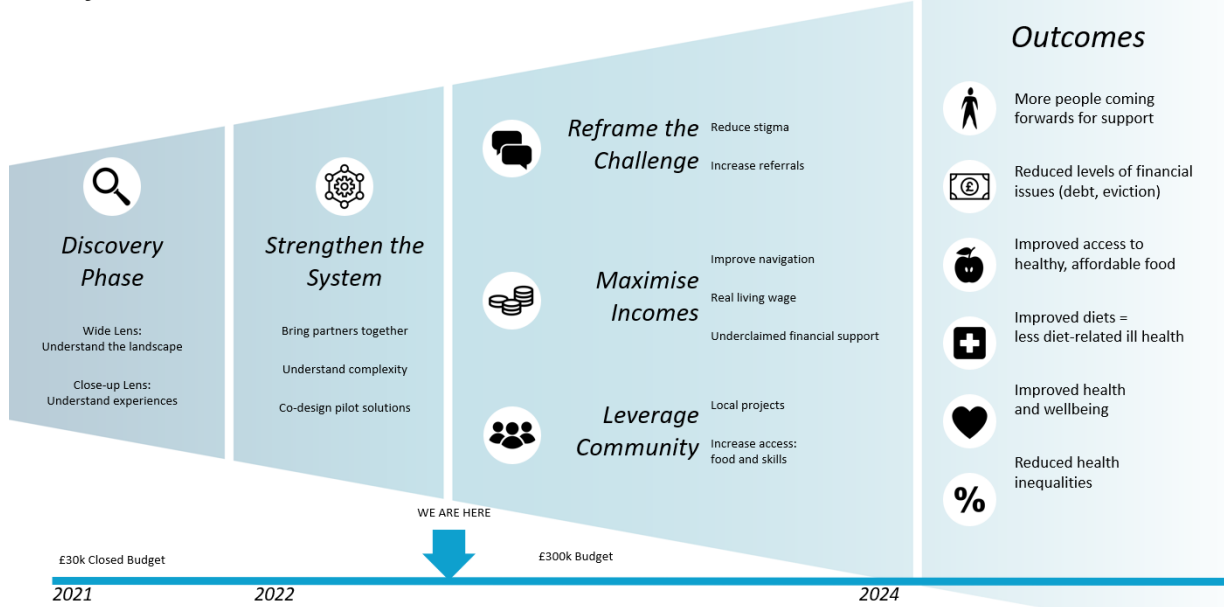 Discovery
Phase
Wide Lens:
Understand the landscape
Close-up Lens:
Understand experiences
Strengthen the
System
Bring partners together
Understand complexity
Co-design pilot solutions
Reframe the
Challenge
Reduce stigma
Increase referrals
Maximise
Incomes
Improve navigation
Real living wage
Underclaimed financial support
Leverage
Community
Local projects
Increase access:
food and skills
Outcomes
More people coming
forwards for support
£
Reduced levels of financial
issues (debt, eviction)
Improved access to
healthy, affordable food
Improved diets =
less diet-related ill health
Improved health
and wellbeing
%
Reduced health
inequalities
WE ARE HERE
£30k Closed Budget
£300k Budget
2021
2022
2024